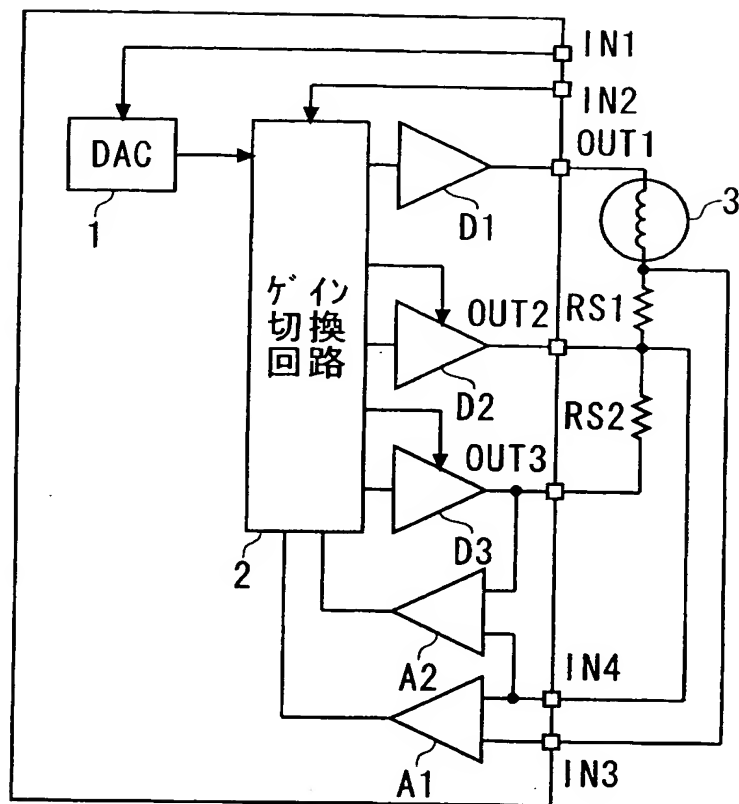 IN1
IN2
OUT1
DAC
1
D1
3
ｹﾞｲﾝ
切換
回路
OUT2
RS1
D2
RS2
OUT3
D3
2
A2
IN4
A1
IN3